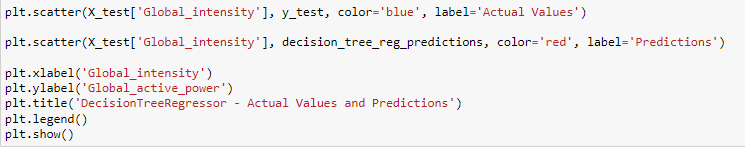 plt.scatter(X_test['Global_intensity'], y_test, color='blue', label='Actual Values')
plt.scatter(X_test['Global_intensity'], decision_tree_reg_predictions, color='red', label='Predictions')
plt.xlabel('Global_intensity')
plt.ylabel('Global_active_power')
plt.title('DecisionTreeRegressor - Actual Values and Predictions')
plt.legend()
plt.show()